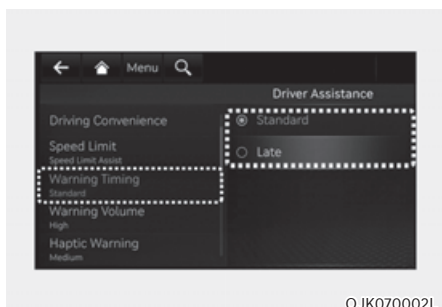 Menu
Driver Assistance
Driving Convenience
Speed Limit
Speed Limit Assist
Warning Timing
Standard
Warning Volume
High
Haptic Warning
Medium
Standard
Late
OJK070002L